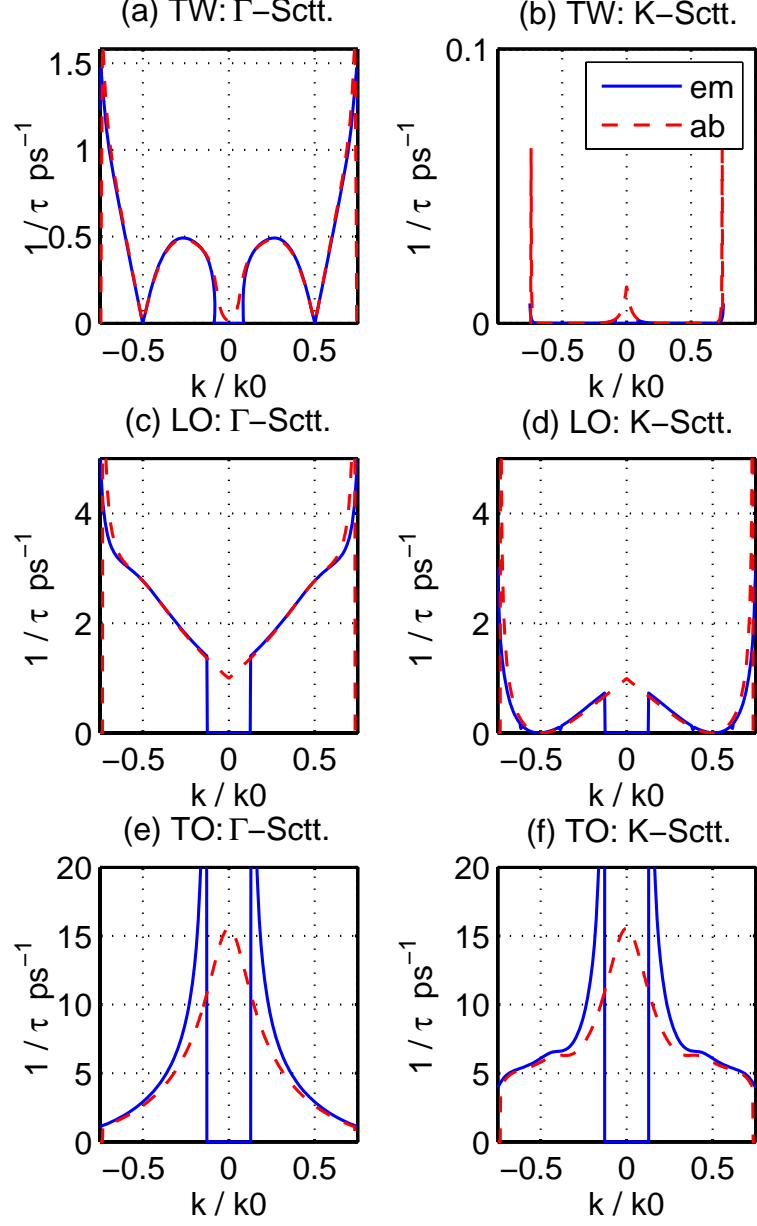 (a) TW: Γ−Sctt.
1.5
1
0.5
0
1 / τ ps⁻¹
−0.5 0 0.5
k / k0
(b) TW: K−Sctt.
0.1
0
1 / τ ps⁻¹
em
ab
−0.5 0 0.5
k / k0
(c) LO: Γ−Sctt.
4
2
0
1 / τ ps⁻¹
−0.5 0 0.5
k / k0
(d) LO: K−Sctt.
4
2
0
1 / τ ps⁻¹
−0.5 0 0.5
k / k0
(e) TO: Γ−Sctt.
20
15
10
5
0
1 / τ ps⁻¹
−0.5 0 0.5
k / k0
(f) TO: K−Sctt.
20
15
10
5
0
1 / τ ps⁻¹
−0.5 0 0.5
k / k0